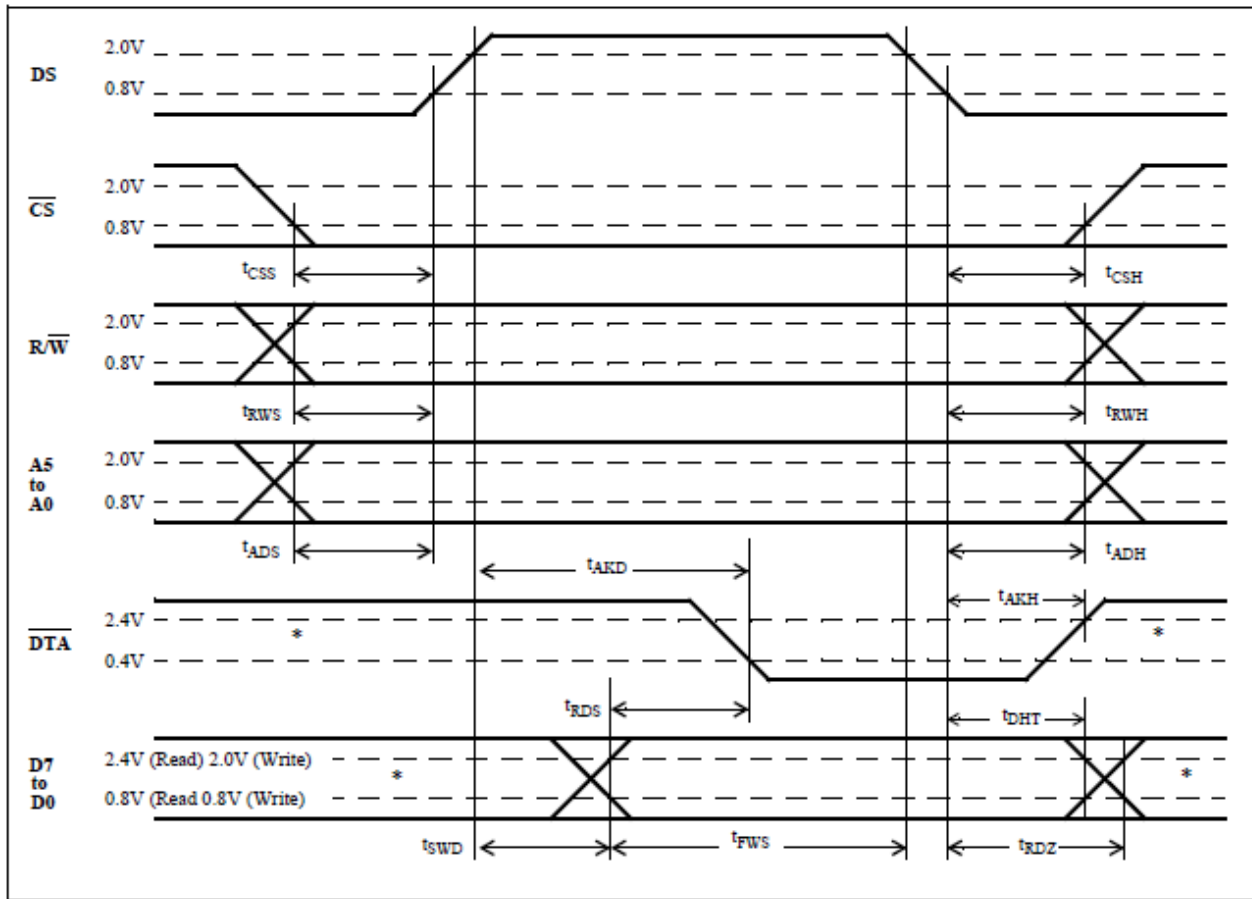 2.0V
DS
0.8V
2.0V
CS
0.8V
tCSS
tCSH
2.0V
R/W
0.8V
tRWS
tRWH
A5
to
A0
2.0V
0.8V
tADS
tADH
tAKD
tAKH
2.4V
DTA
0.4V
*
*
tRDS
tDHT
D7
to
D0
2.4V (Read) 2.0V (Write)
0.8V (Read 0.8V (Write)
*
*
tSWD
tFWS
tRDZ